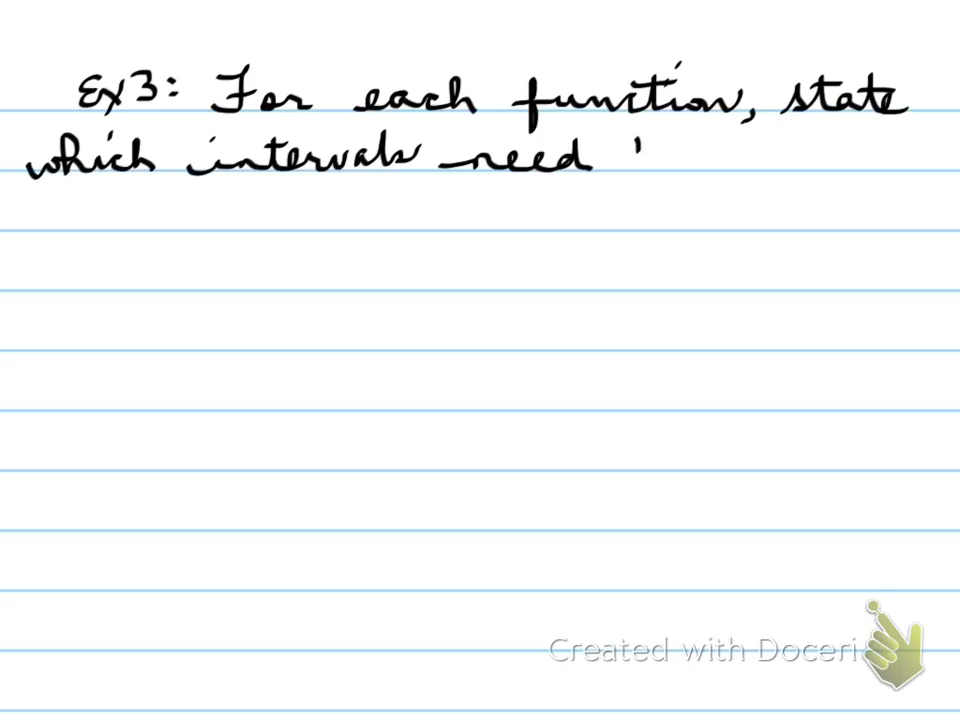 Ex3: For each function, state
which intervals need
Created with Doceri